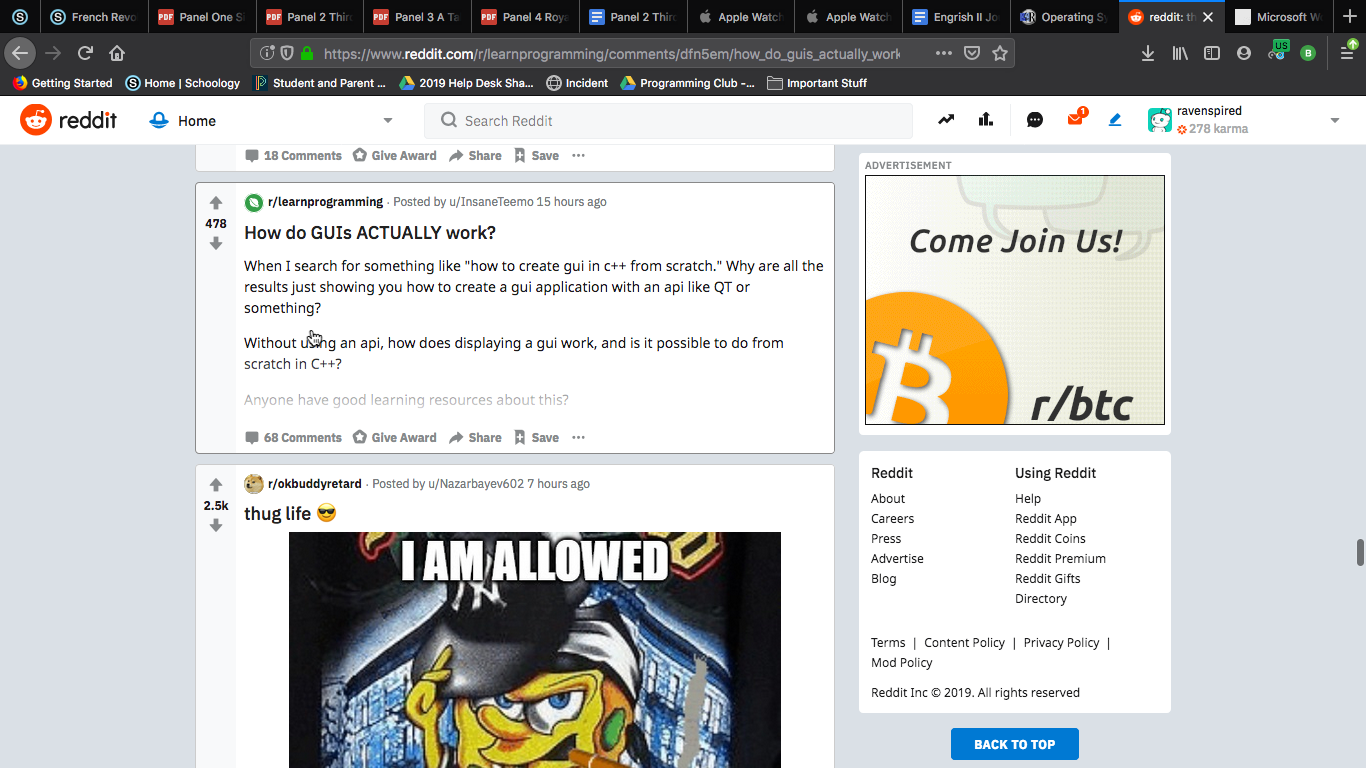 French Revo
Panel One Si
Panel 2 Thir
Panel 3 A Ta
Panel 4 Roya
Panel 2 Thir
Apple Watch
Apple Watch
Engrish II Jo
Operating Sy
reddit: th
Microsoft W
https://www.reddit.com/r/learnprogramming/comments/dfn5em/how_do_guis_actually_work
US
B
Getting Started
Home | Schoology
Student and Parent ...
2019 Help Desk Sha...
Incident
Programming Club -...
Important Stuff
reddit
Home
Search Reddit
1
ravenspired
278 karma
18 Comments Give Award Share Save ...
478
r/learnprogramming · Posted by u/InsaneTeemo 15 hours ago
How do GUIs ACTUALLY work?
When I search for something like "how to create gui in c++ from scratch." Why are all the
results just showing you how to create a gui application with an api like QT or
something?
Without using an api, how does displaying a gui work, and is it possible to do from
scratch in C++?
Anyone have good learning resources about this?
68 Comments Give Award Share Save ...
2.5k
r/okbuddyretard · Posted by u/Nazarbayev602 7 hours ago
thug life 😎
I AM ALLOWED
NY
ADVERTISEMENT
Come Join Us!
B
r/btc
Reddit
About
Careers
Press
Advertise
Blog
Using Reddit
Help
Reddit App
Reddit Coins
Reddit Premium
Reddit Gifts
Directory
Terms | Content Policy | Privacy Policy |
Mod Policy
Reddit Inc © 2019. All rights reserved
BACK TO TOP